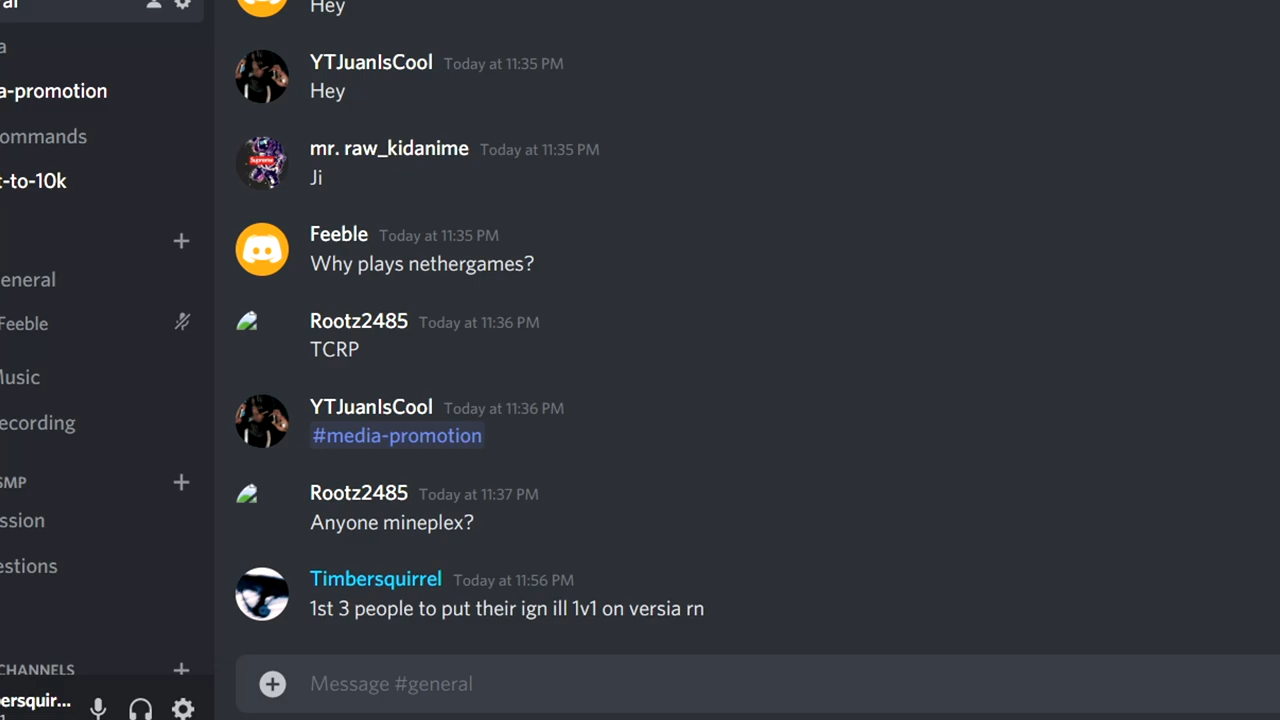 al
a
a-promotion
ommands
t-to-10k
eneral
Feeble
Music
ecording
SMP
ssion
estions
CHANNELS
bersquir...
Hey
YTJuanIsCool Today at 11:35 PM
Hey
mr. raw_kidanime Today at 11:35 PM
Ji
Supreme
Feeble Today at 11:35 PM
Why plays nethergames?
Rootz2485 Today at 11:36 PM
TCRP
YTJuanIsCool Today at 11:36 PM
#media-promotion
Rootz2485 Today at 11:37 PM
Anyone mineplex?
Timbersquirrel Today at 11:56 PM
1st 3 people to put their ign ill 1v1 on versia rn
Message #general